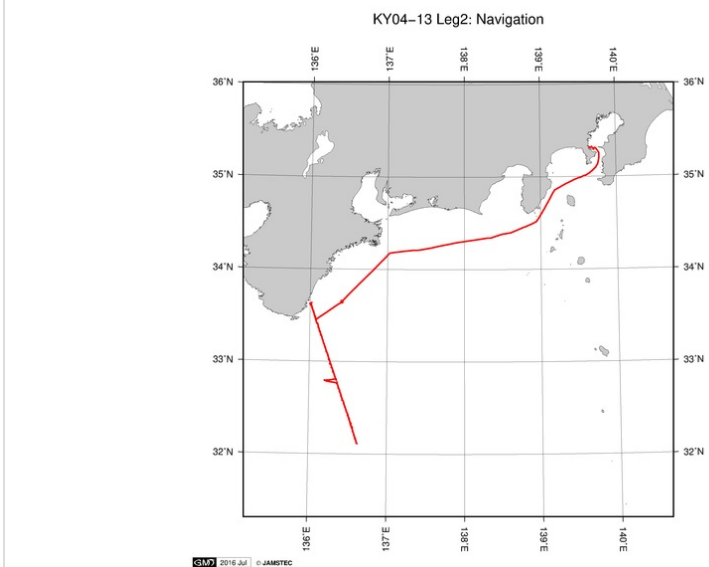 KY04−13 Leg2: Navigation
136˚E 137˚E 138˚E 139˚E 140˚E
36˚N 36˚N
35˚N 35˚N
34˚N 34˚N
33˚N 33˚N
32˚N 32˚N
136˚E 137˚E 138˚E 139˚E 140˚E
GMT 2016 Jul © JAMSTEC